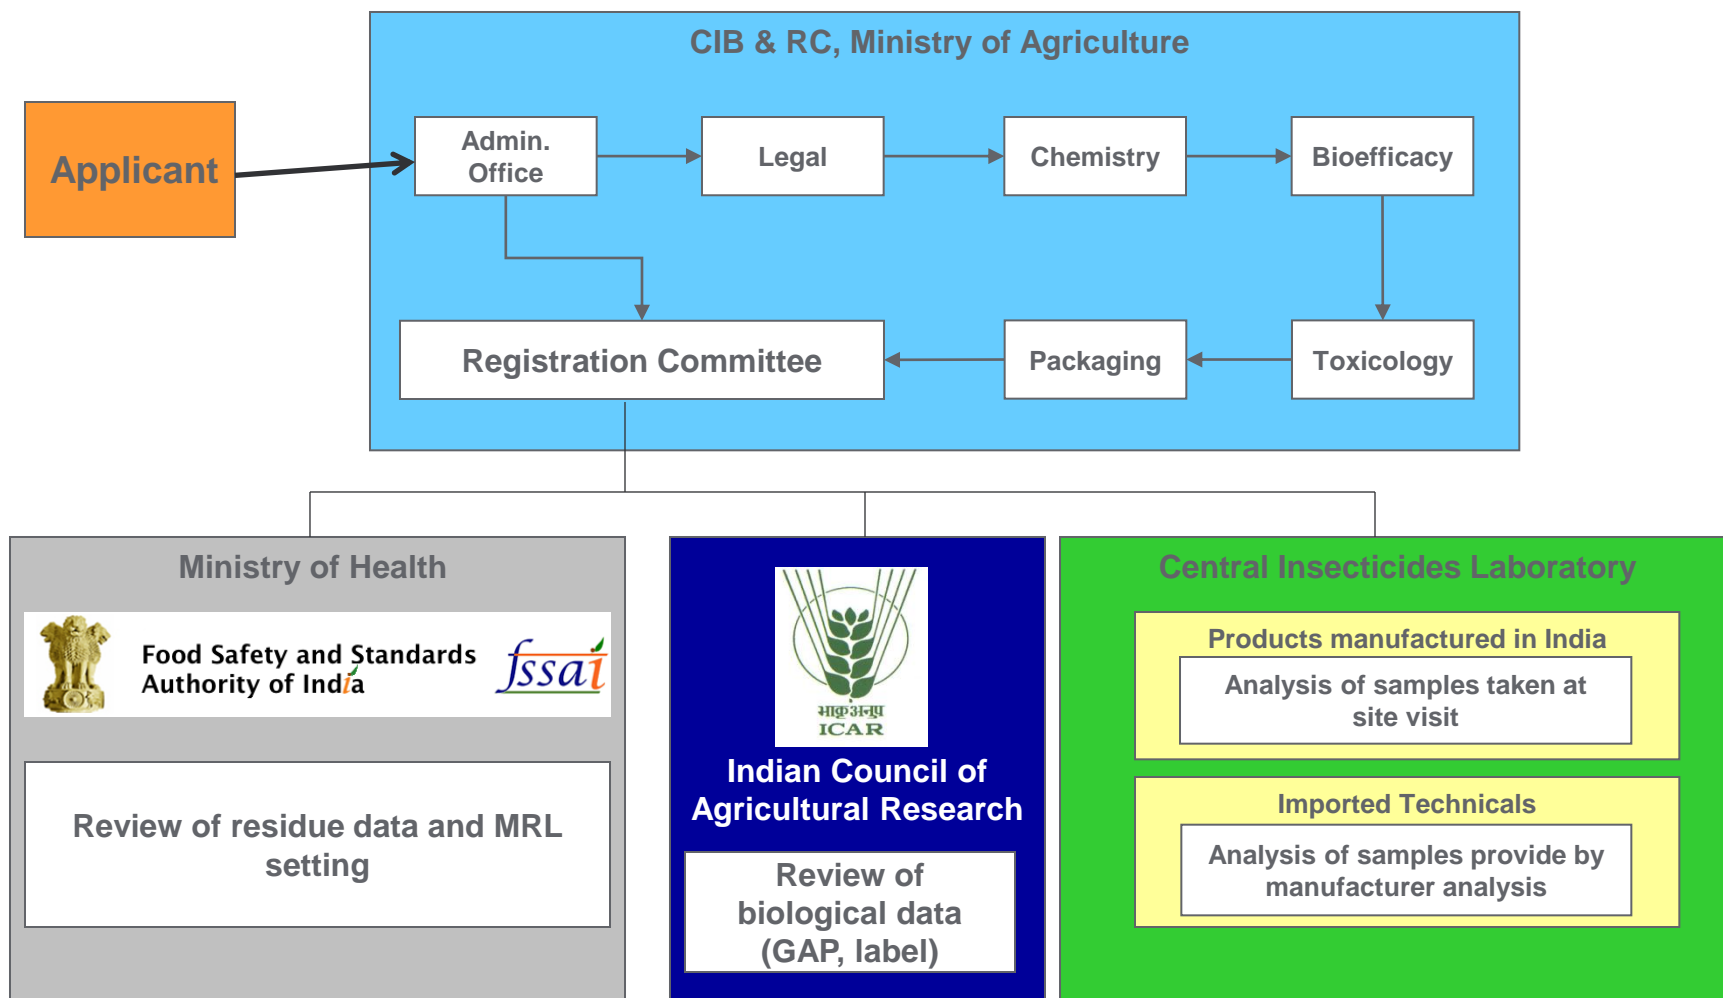 CIB & RC, Ministry of Agriculture
Applicant
Admin.
Office
Legal
Chemistry
Bioefficacy
Registration Committee
Packaging
Toxicology
Ministry of Health
Food Safety and Standards
Authority of India
fssai
Review of residue data and MRL
setting
भाकृअनुप
ICAR
Indian Council of
Agricultural Research
Review of
biological data
(GAP, label)
Central Insecticides Laboratory
Products manufactured in India
Analysis of samples taken at
site visit
Imported Technicals
Analysis of samples provide by
manufacturer analysis